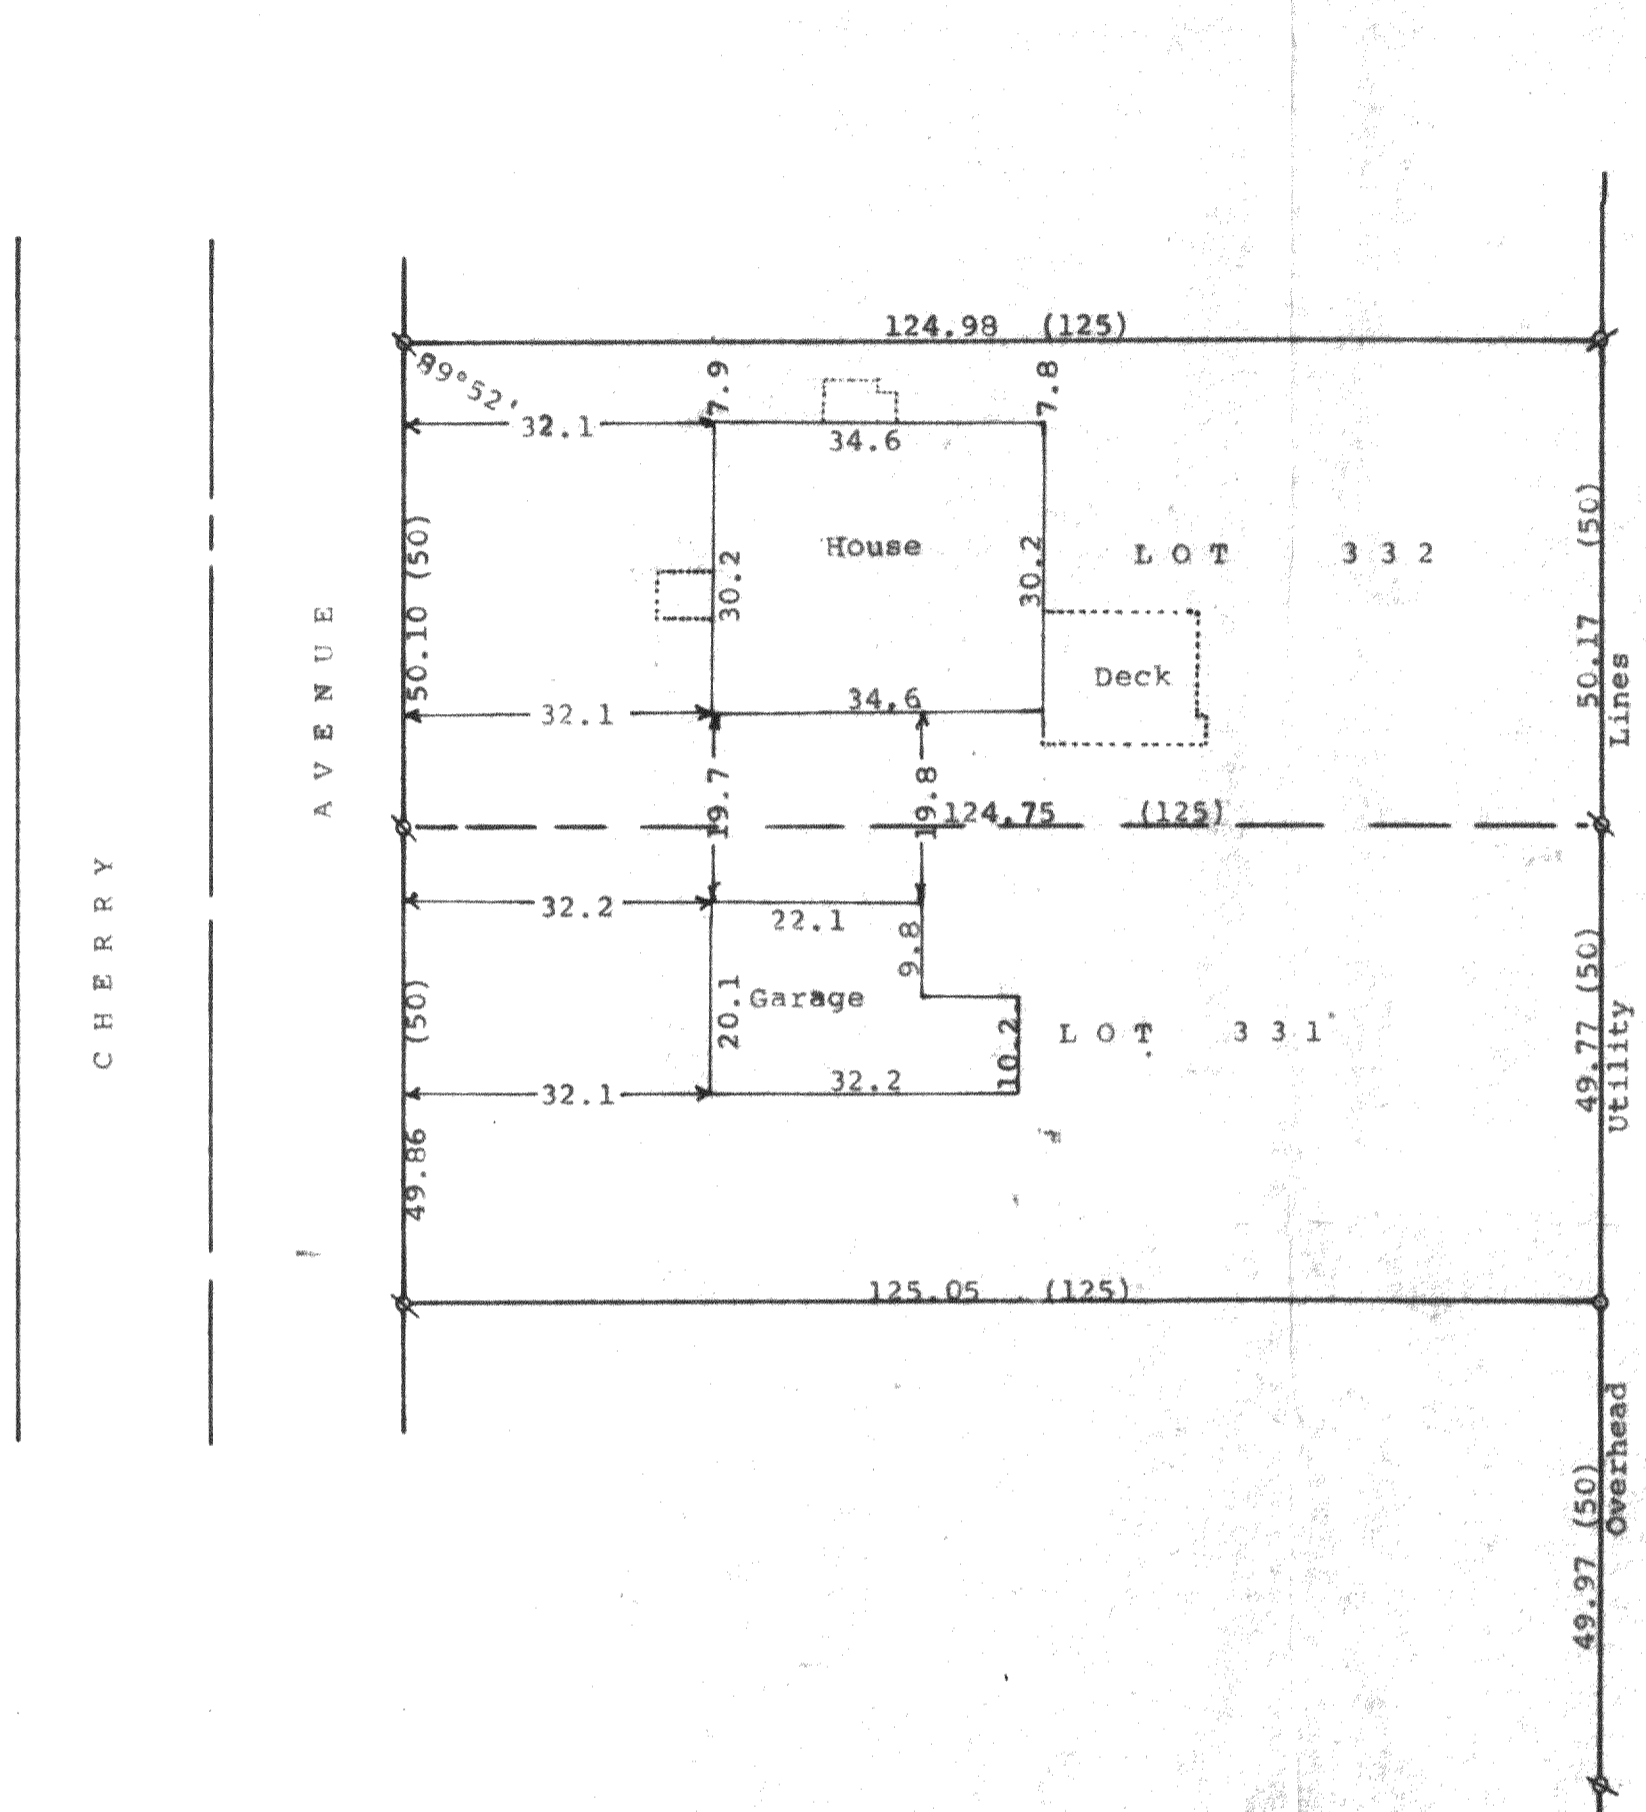 124.98 (125)
89°52'
7.9
7.8
32.1
34.6
50.10 (50)
30.2
House
30.2
LOT 332
50.17 (50)
Deck
Lines
AVENUE
32.1
34.6
19.7
19.8
124.75 (125)
CHERRY
32.2
22.1
9.8
49.86 (50)
20.1
Garage
10.2
LOT 331
49.77 (50)
Utility
32.1
32.2
125.05 (125)
Overhead
49.97 (50)